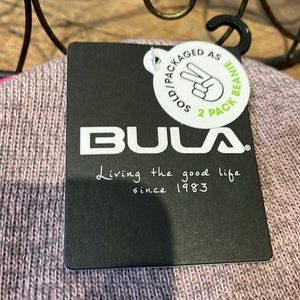 SOLD/PACKAGED AS
2 PACK BEANIE
BULA®
Living the good life
since 1983